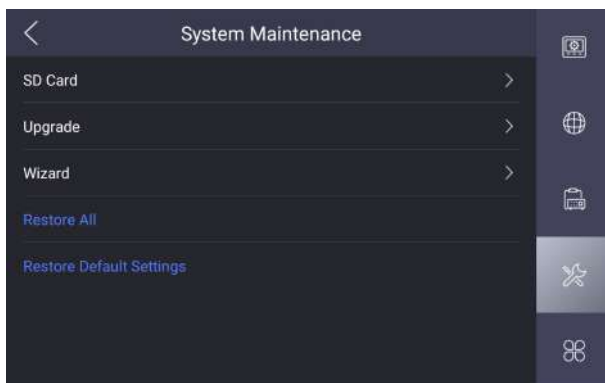 System Maintenance
SD Card
Upgrade
Wizard
Restore All
Restore Default Settings